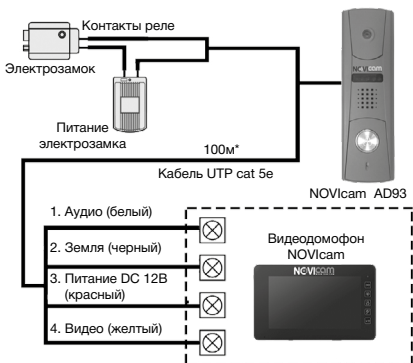 Контакты реле
Электрозамок
Питание
электрозамка
100м*
Кабель UTP cat 5e
NOVIcam
NOVIcam AD93
1. Аудио (белый)
2. Земля (черный)
3. Питание DC 12В
(красный)
4. Видео (желтый)
Видеодомофон
NOVIcam
NOVIcam